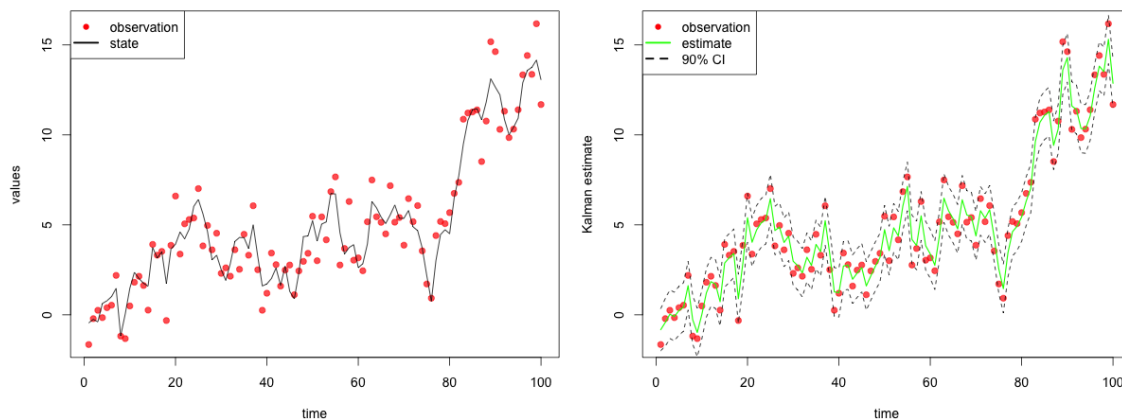 observation
state
values
15
10
5
0
0 20 40 60 80 100
time
observation
estimate
90% CI
Kalman estimate
15
10
5
0
0 20 40 60 80 100
time